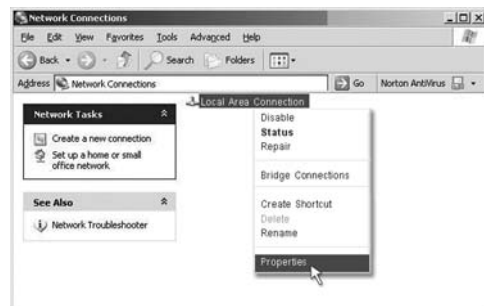 Network Connections
File Edit View Favorites Tools Advanced Help
Back Search Folders
Address Network Connections Go Norton AntiVirus
Network Tasks
Create a new connection
Set up a home or small
office network
See Also
Network Troubleshooter
Local Area Connection
Disable
Status
Repair
Bridge Connections
Create Shortcut
Delete
Rename
Properties